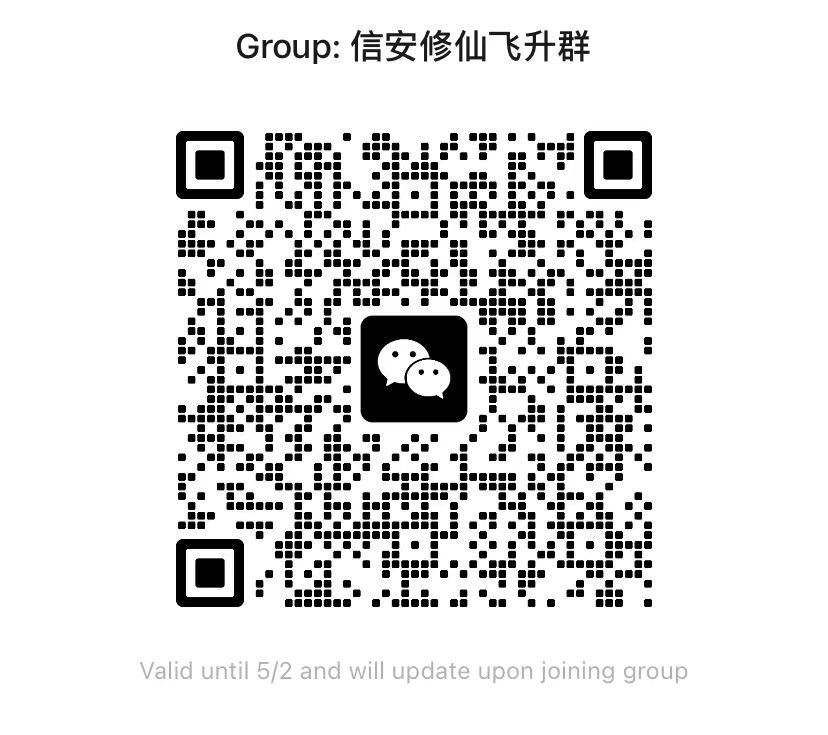 Group: 信安修仙飞升群
Valid until 5/2 and will update upon joining group